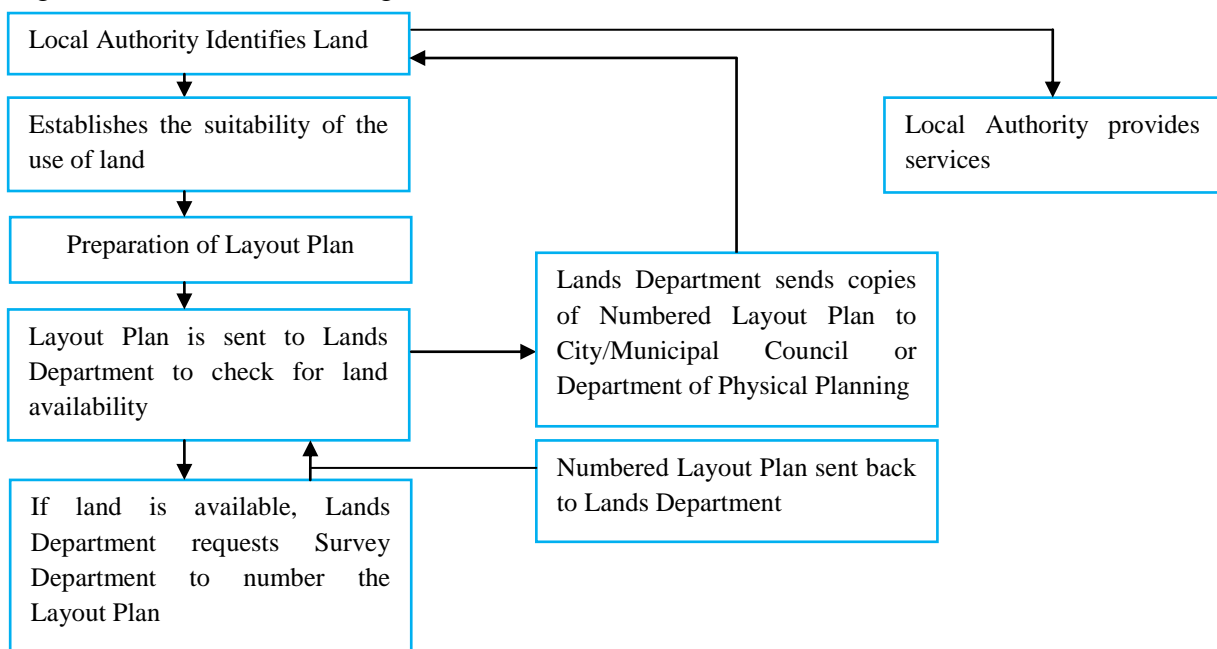 Local Authority Identifies Land
Establishes the suitability of the
use of land
Local Authority provides
services
Preparation of Layout Plan
Layout Plan is sent to Lands
Department to check for land
availability
Lands Department sends copies
of Numbered Layout Plan to
City/Municipal Council or
Department of Physical Planning
If land is available, Lands
Department requests Survey
Department to number the
Layout Plan
Numbered Layout Plan sent back
to Lands Department